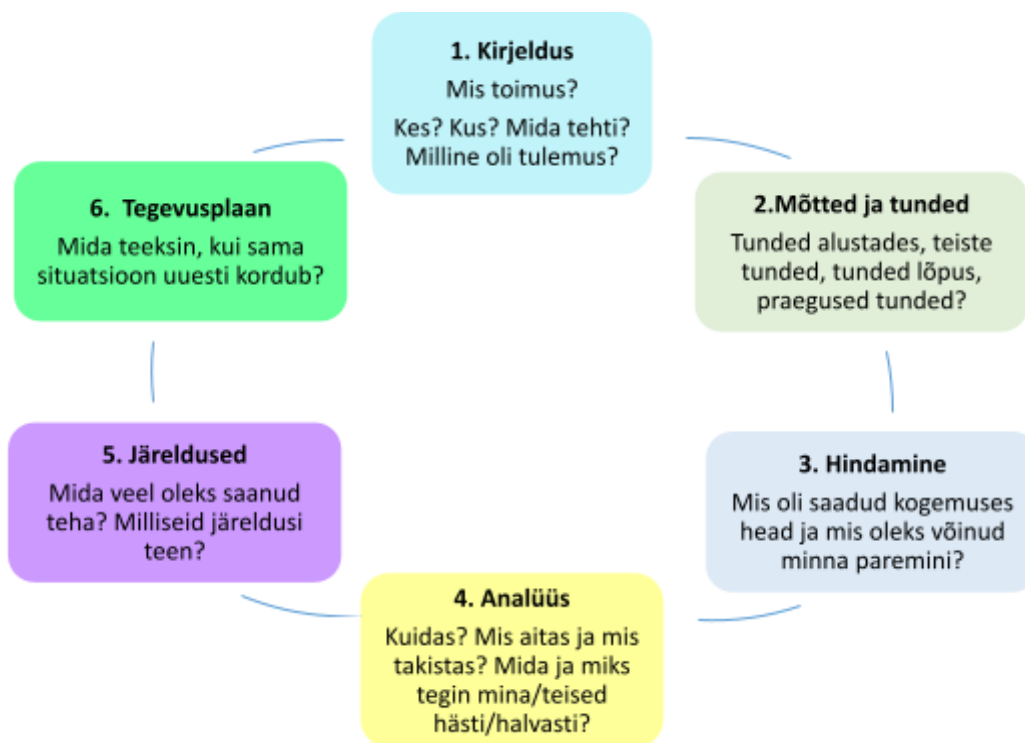 1. Kirjeldus
Mis toimus?
Kes? Kus? Mida tehti?
Milline oli tulemus?
2.Mõtted ja tunded
Tunded alustades, teiste
tunded, tunded lõpus,
praegused tunded?
3. Hindamine
Mis oli saadud kogemuses
head ja mis oleks võinud
minna paremini?
4. Analüüs
Kuidas? Mis aitas ja mis
takistas? Mida ja miks
tegin mina/teised
hästi/halvasti?
5. Järeldused
Mida veel oleks saanud
teha? Milliseid järeldusi
teen?
6. Tegevusplaan
Mida teeksin, kui sama
situatsioon uuesti kordub?